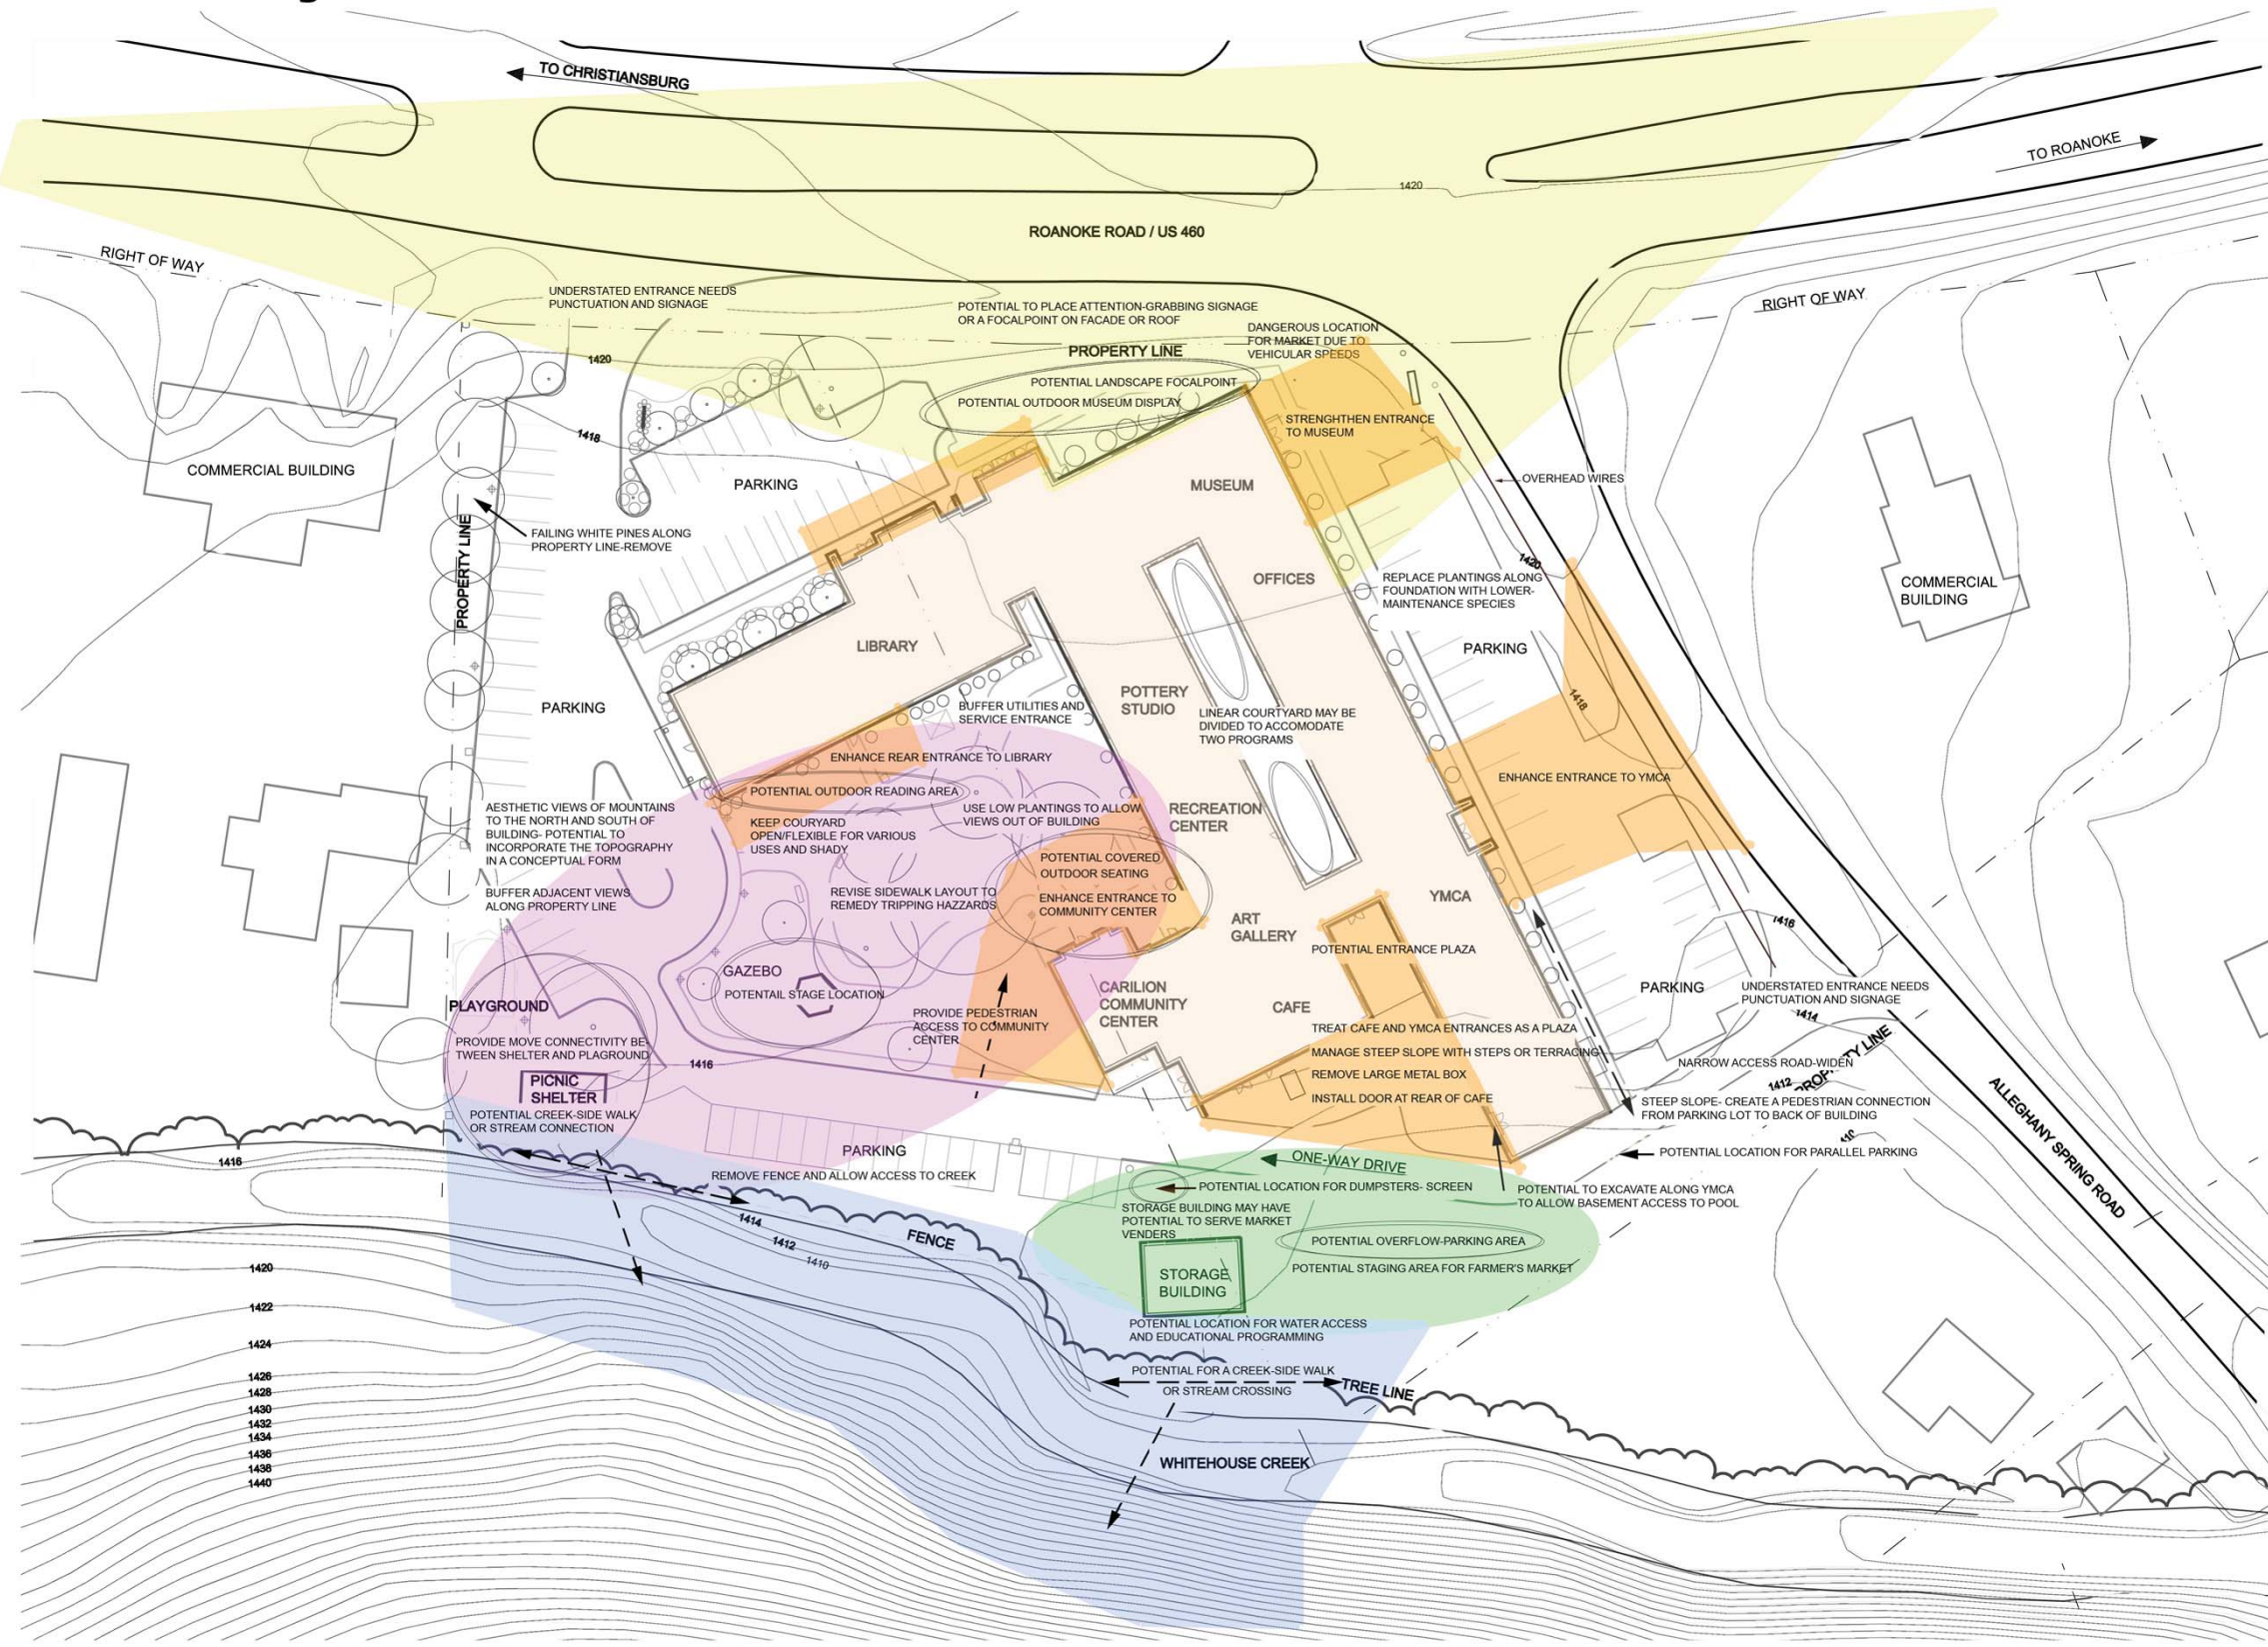 TO CHRISTIANSBURG
TO ROANOKE
1420
ROANOKE ROAD / US 460
RIGHT OF WAY
RIGHT OF WAY
UNDERSTATED ENTRANCE NEEDS
PUNCTUATION AND SIGNAGE
POTENTIAL TO PLACE ATTENTION-GRABBING SIGNAGE
OR A FOCALPOINT ON FACADE OR ROOF
DANGEROUS LOCATION
FOR MARKET DUE TO
VEHICULAR SPEEDS
PROPERTY LINE
1420
POTENTIAL LANDSCAPE FOCALPOINT
POTENTIAL OUTDOOR MUSEUM DISPLAY
STRENGHTHEN ENTRANCE
TO MUSEUM
1418
COMMERCIAL BUILDING
PARKING
MUSEUM
OVERHEAD WIRES
FAILING WHITE PINES ALONG
PROPERTY LINE-REMOVE
PROPERTY LINE
1420
OFFICES
REPLACE PLANTINGS ALONG
FOUNDATION WITH LOWER-
MAINTENANCE SPECIES
COMMERCIAL
BUILDING
LIBRARY
PARKING
1418
POTTERY
STUDIO
PARKING
BUFFER UTILITIES AND
SERVICE ENTRANCE
LINEAR COURTYARD MAY BE
DIVIDED TO ACCOMODATE
TWO PROGRAMS
ENHANCE REAR ENTRANCE TO LIBRARY
ENHANCE ENTRANCE TO YMCA
POTENTIAL OUTDOOR READING AREA
AESTHETIC VIEWS OF MOUNTAINS
TO THE NORTH AND SOUTH OF
BUILDING- POTENTIAL TO
INCORPORATE THE TOPOGRAPHY
IN A CONCEPTUAL FORM
USE LOW PLANTINGS TO ALLOW
VIEWS OUT OF BUILDING
RECREATION
CENTER
KEEP COURYARD
OPEN/FLEXIBLE FOR VARIOUS
USES AND SHADY
POTENTIAL COVERED
OUTDOOR SEATING
BUFFER ADJACENT VIEWS
ALONG PROPERTY LINE
REVISE SIDEWALK LAYOUT TO
REMEDY TRIPPING HAZZARDS
ENHANCE ENTRANCE TO
COMMUNITY CENTER
YMCA
ART
GALLERY
1416
POTENTIAL ENTRANCE PLAZA
GAZEBO
POTENTAIL STAGE LOCATION
CARILION
COMMUNITY
CENTER
CAFE
PARKING
UNDERSTATED ENTRANCE NEEDS
PUNCTUATION AND SIGNAGE
1414
PLAYGROUND
PROVIDE PEDESTRIAN
ACCESS TO COMMUNITY
CENTER
TREAT CAFE AND YMCA ENTRANCES AS A PLAZA
PROVIDE MOVE CONNECTIVITY BE-
TWEEN SHELTER AND PLAGROUND
MANAGE STEEP SLOPE WITH STEPS OR TERRACING
NARROW ACCESS ROAD-WIDEN
1416
REMOVE LARGE METAL BOX
1412
PROPERTY LINE
PICNIC
SHELTER
INSTALL DOOR AT REAR OF CAFE
STEEP SLOPE- CREATE A PEDESTRIAN CONNECTION
FROM PARKING LOT TO BACK OF BUILDING
ALLEGHANY SPRING ROAD
POTENTIAL CREEK-SIDE WALK
OR STREAM CONNECTION
410
PARKING
POTENTIAL LOCATION FOR PARALLEL PARKING
1416
ONE-WAY DRIVE
REMOVE FENCE AND ALLOW ACCESS TO CREEK
POTENTIAL LOCATION FOR DUMPSTERS- SCREEN
POTENTIAL TO EXCAVATE ALONG YMCA
TO ALLOW BASEMENT ACCESS TO POOL
STORAGE BUILDING MAY HAVE
POTENTIAL TO SERVE MARKET
VENDERS
1414
1412
1410
FENCE
POTENTIAL OVERFLOW-PARKING AREA
STORAGE
BUILDING
POTENTIAL STAGING AREA FOR FARMER'S MARKET
1420
1422
POTENTIAL LOCATION FOR WATER ACCESS
AND EDUCATIONAL PROGRAMMING
1424
1426
1428
1430
1432
1434
1436
1438
1440
POTENTIAL FOR A CREEK-SIDE WALK
OR STREAM CROSSING
TREE LINE
WHITEHOUSE CREEK